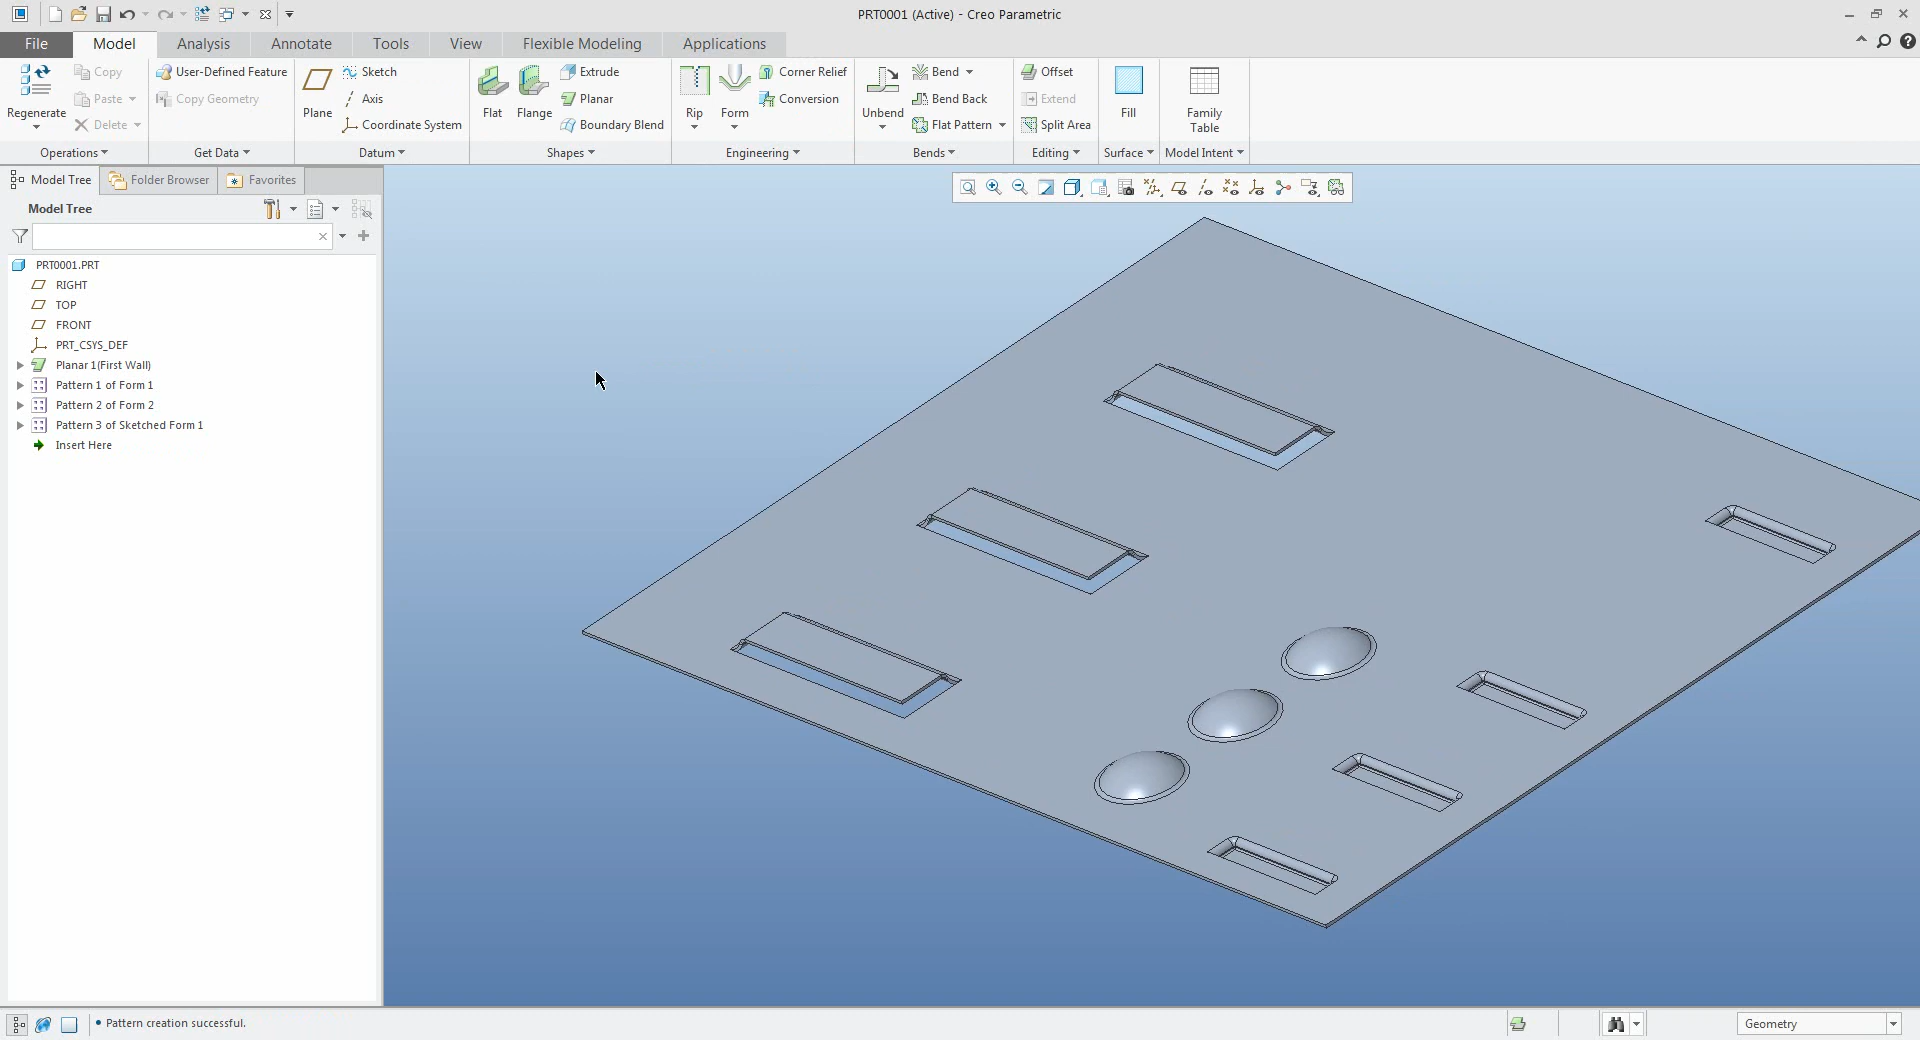 PRT0001 (Active) - Creo Parametric
File Model Analysis Annotate Tools View Flexible Modeling Applications
Regenerate
Copy
Paste
Delete
Operations
User-Defined Feature
Copy Geometry
Get Data
Plane
Sketch
Axis
Coordinate System
Datum
Flat
Flange
Extrude
Planar
Boundary Blend
Shapes
Rip
Form
Corner Relief
Conversion
Engineering
Unbend
Bend
Bend Back
Flat Pattern
Bends
Offset
Extend
Split Area
Editing
Fill
Surface
Family
Table
Model Intent
Model Tree Folder Browser Favorites
Model Tree
PRT0001.PRT
RIGHT
TOP
FRONT
PRT_CSYS_DEF
Planar 1(First Wall)
Pattern 1 of Form 1
Pattern 2 of Form 2
Pattern 3 of Sketched Form 1
Insert Here
• Pattern creation successful.
Geometry